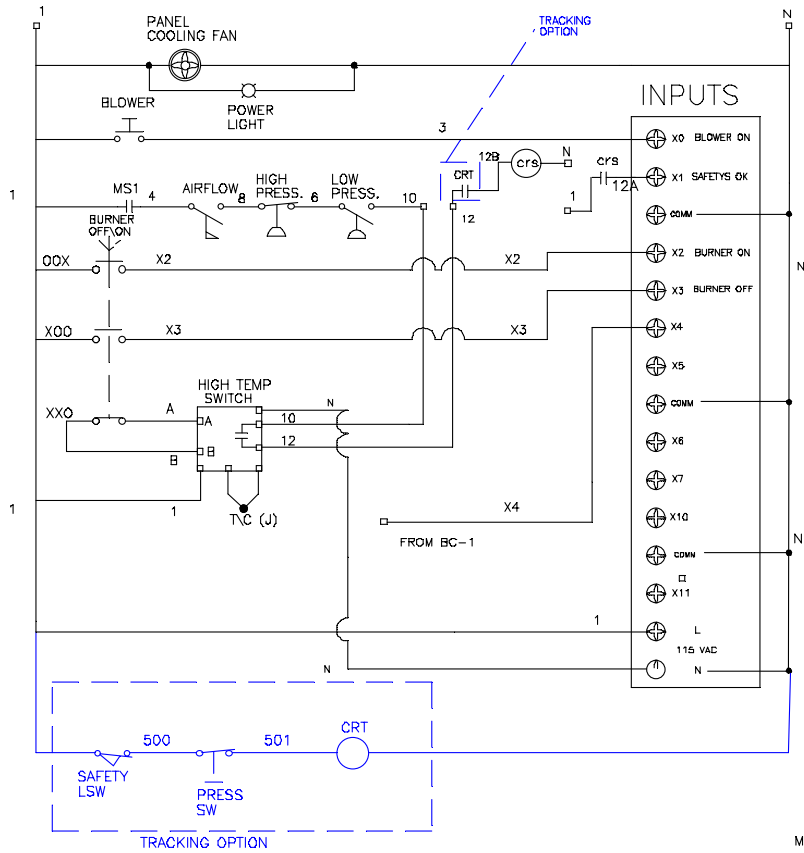 1
N
PANEL
COOLING FAN
TRACKING
OPTION
POWER
LIGHT
INPUTS
BLOWER
3
X0 BLOWER ON
12B
N
crs
crs
CRT
X1 SAFETYS OK
12A
1
1
MS1
4
AIRFLOW
8
HIGH
PRESS.
6
LOW
PRESS.
10
12
COMM
BURNER
OFF\ON
00X
X2
X2
X2 BURNER ON
N
X3 BURNER OFF
X00
X3
X3
X4
X5
HIGH TEMP
SWITCH
N
COMM
XX0
A
A
10
12
B
B
X6
X7
1
1
T\C (J)
X4
FROM BC-1
X10
N
COMM
X11
1
L
115 VAC
N
N
500
501
CRT
SAFETY
LSW
PRESS
SW
TRACKING OPTION
M